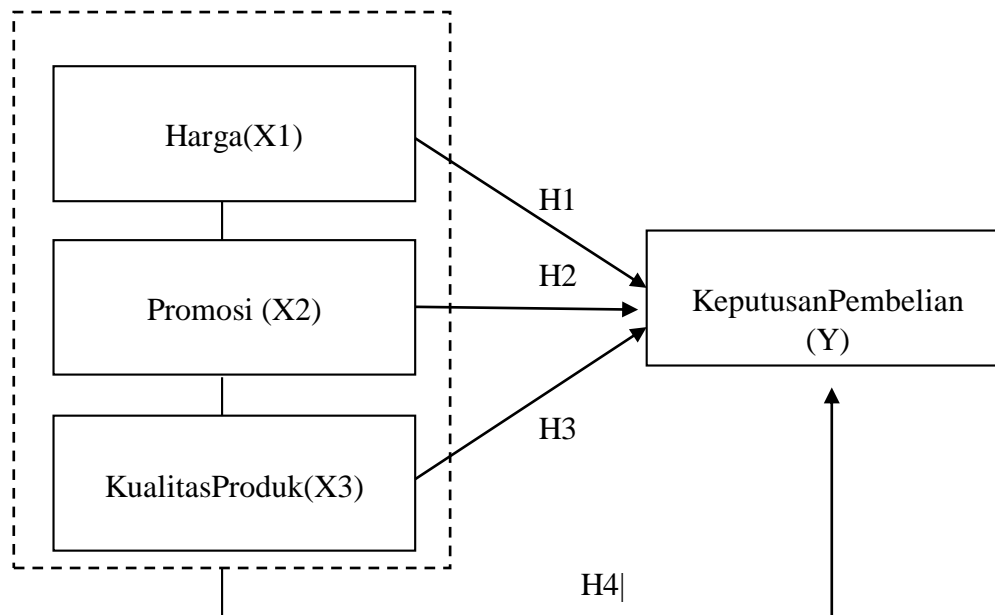 Harga(X1)
H1
Promosi (X2)
H2
KeputusanPembelian
(Y)
H3
KualitasProduk(X3)
H4|